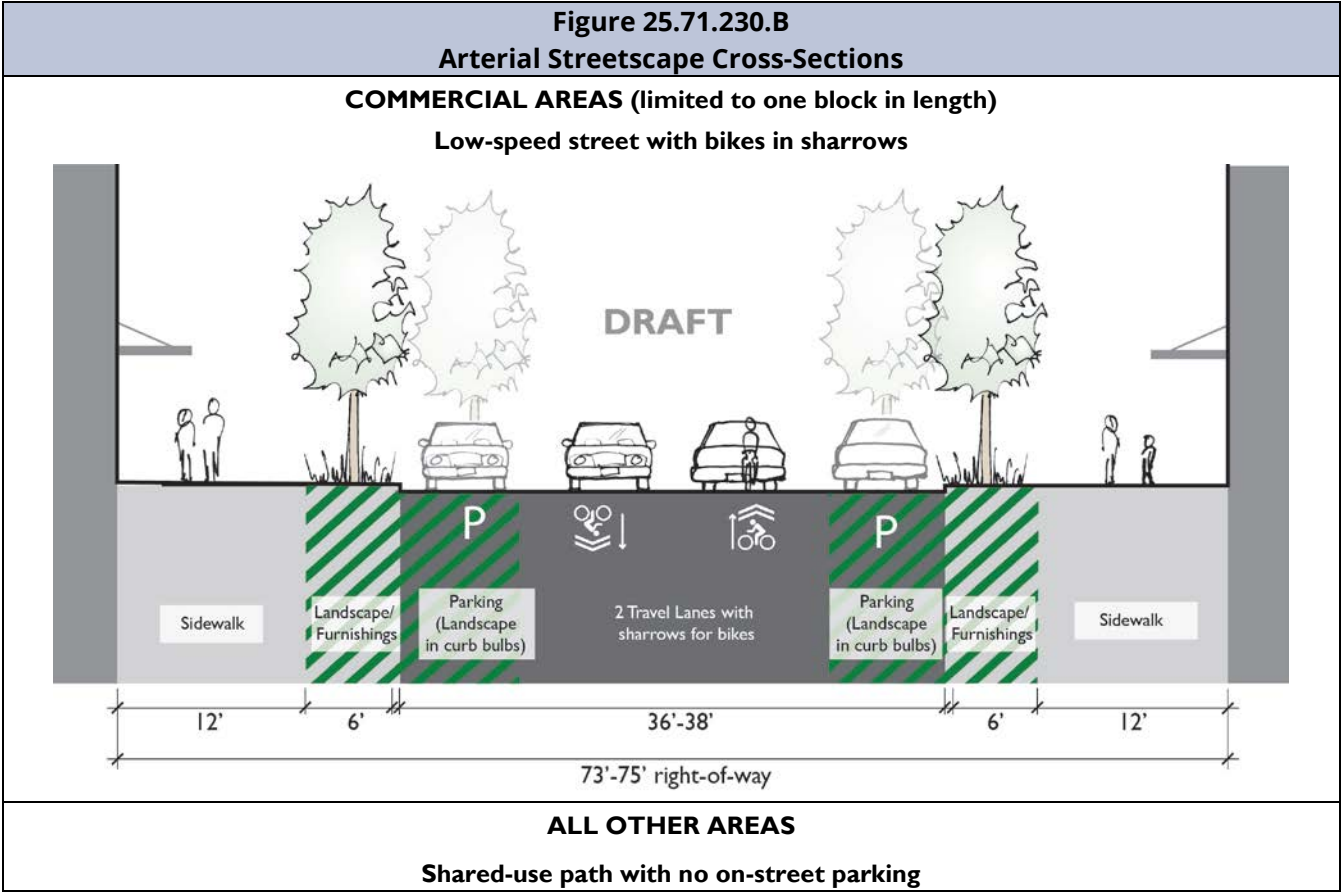 Figure 25.71.230.B
Arterial Streetscape Cross-Sections
COMMERCIAL AREAS (limited to one block in length)
Low-speed street with bikes in sharrows
DRAFT
P
P
Sidewalk
Landscape/
Furnishings
Parking
(Landscape
in curb bulbs)
2 Travel Lanes with
sharrows for bikes
Parking
(Landscape
in curb bulbs)
Landscape/
Furnishings
Sidewalk
12'
6'
36'-38'
6'
12'
73'-75' right-of-way
ALL OTHER AREAS
Shared-use path with no on-street parking